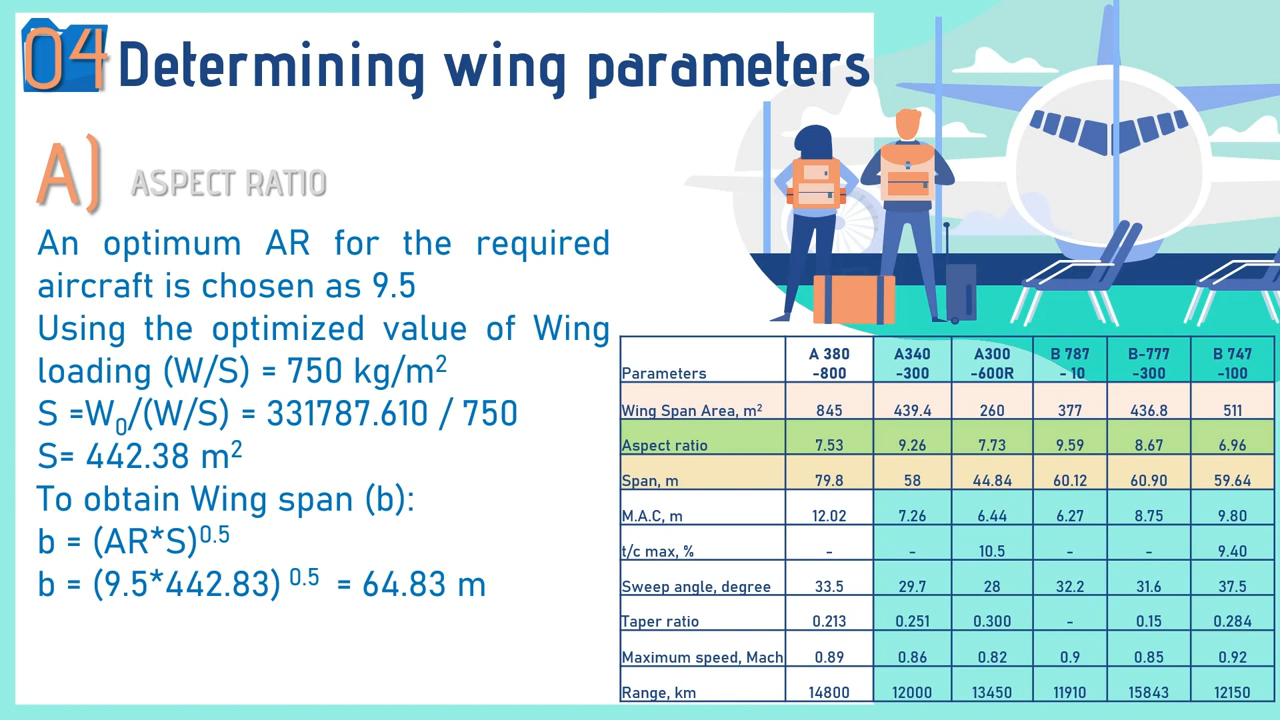 04 Determining wing parameters
A) ASPECT RATIO
An optimum AR for the required
aircraft is chosen as 9.5
Using the optimized value of Wing
loading (W/S) = 750 kg/m²
S =W₀/(W/S) = 331787.610 / 750
S= 442.38 m²
To obtain Wing span (b):
b = (AR*S)⁰·⁵
b = (9.5*442.83) ⁰·⁵ = 64.83 m
Parameters A 380 -800 A340 -300 A300 -600R B 787 - 10 B-777 -300 B 747 -100
Wing Span Area, m² 845 439.4 260 377 436.8 511
Aspect ratio 7.53 9.26 7.73 9.59 8.67 6.96
Span, m 79.8 58 44.84 60.12 60.90 59.64
M.A.C, m 12.02 7.26 6.44 6.27 8.75 9.80
t/c max, % - - 10.5 - - 9.40
Sweep angle, degree 33.5 29.7 28 32.2 31.6 37.5
Taper ratio 0.213 0.251 0.300 - 0.15 0.284
Maximum speed, Mach 0.89 0.86 0.82 0.9 0.85 0.92
Range, km 14800 12000 13450 11910 15843 12150